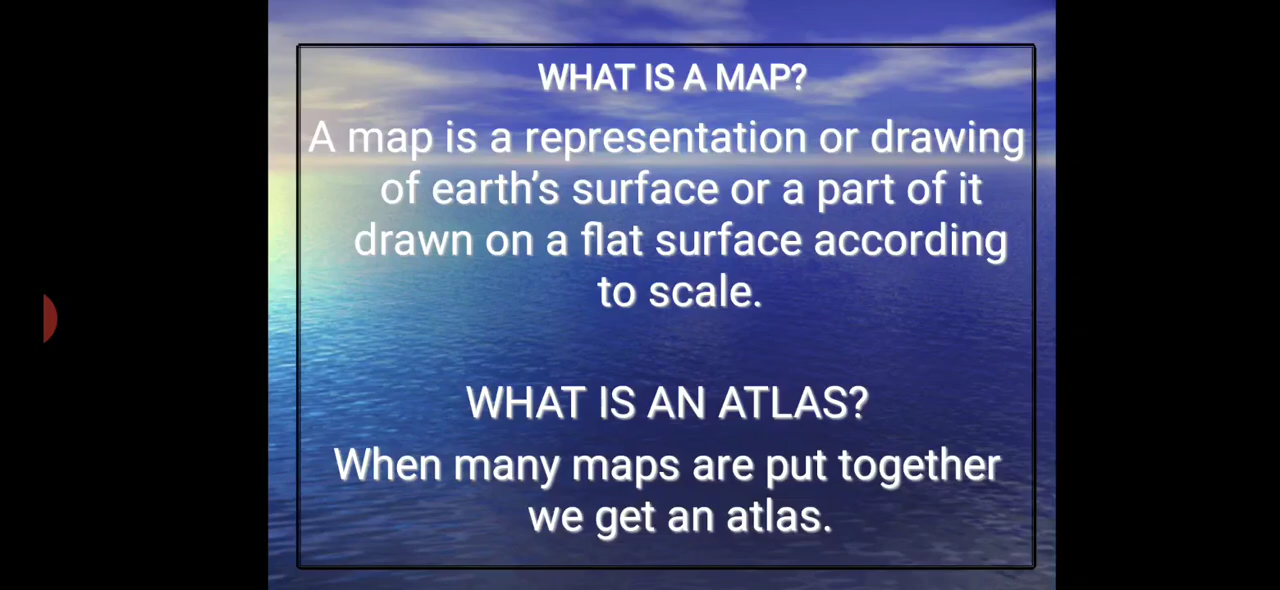 WHAT IS A MAP?
A map is a representation or drawing
of earth’s surface or a part of it
drawn on a flat surface according
to scale.
WHAT IS AN ATLAS?
When many maps are put together
we get an atlas.